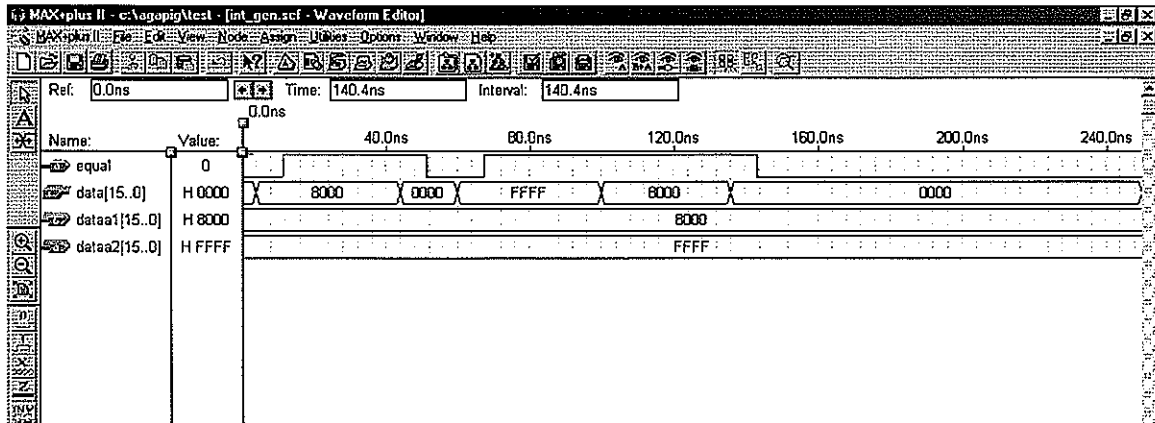 MAX+plus II - c:\agapig\test - [int_gen.scf - Waveform Editor]
MAX+plus II File Edit View Node Assign Utilities Options Window Help
Ref: 0.0ns Time: 140.4ns Interval: 140.4ns
0.0ns
Name: Value: 40.0ns 80.0ns 120.0ns 160.0ns 200.0ns 240.0ns
equal 0
data[15..0] H 0000 8000 0000 FFFF 8000 0000
dataa1[15..0] H 8000 8000
dataa2[15..0] H FFFF FFFF